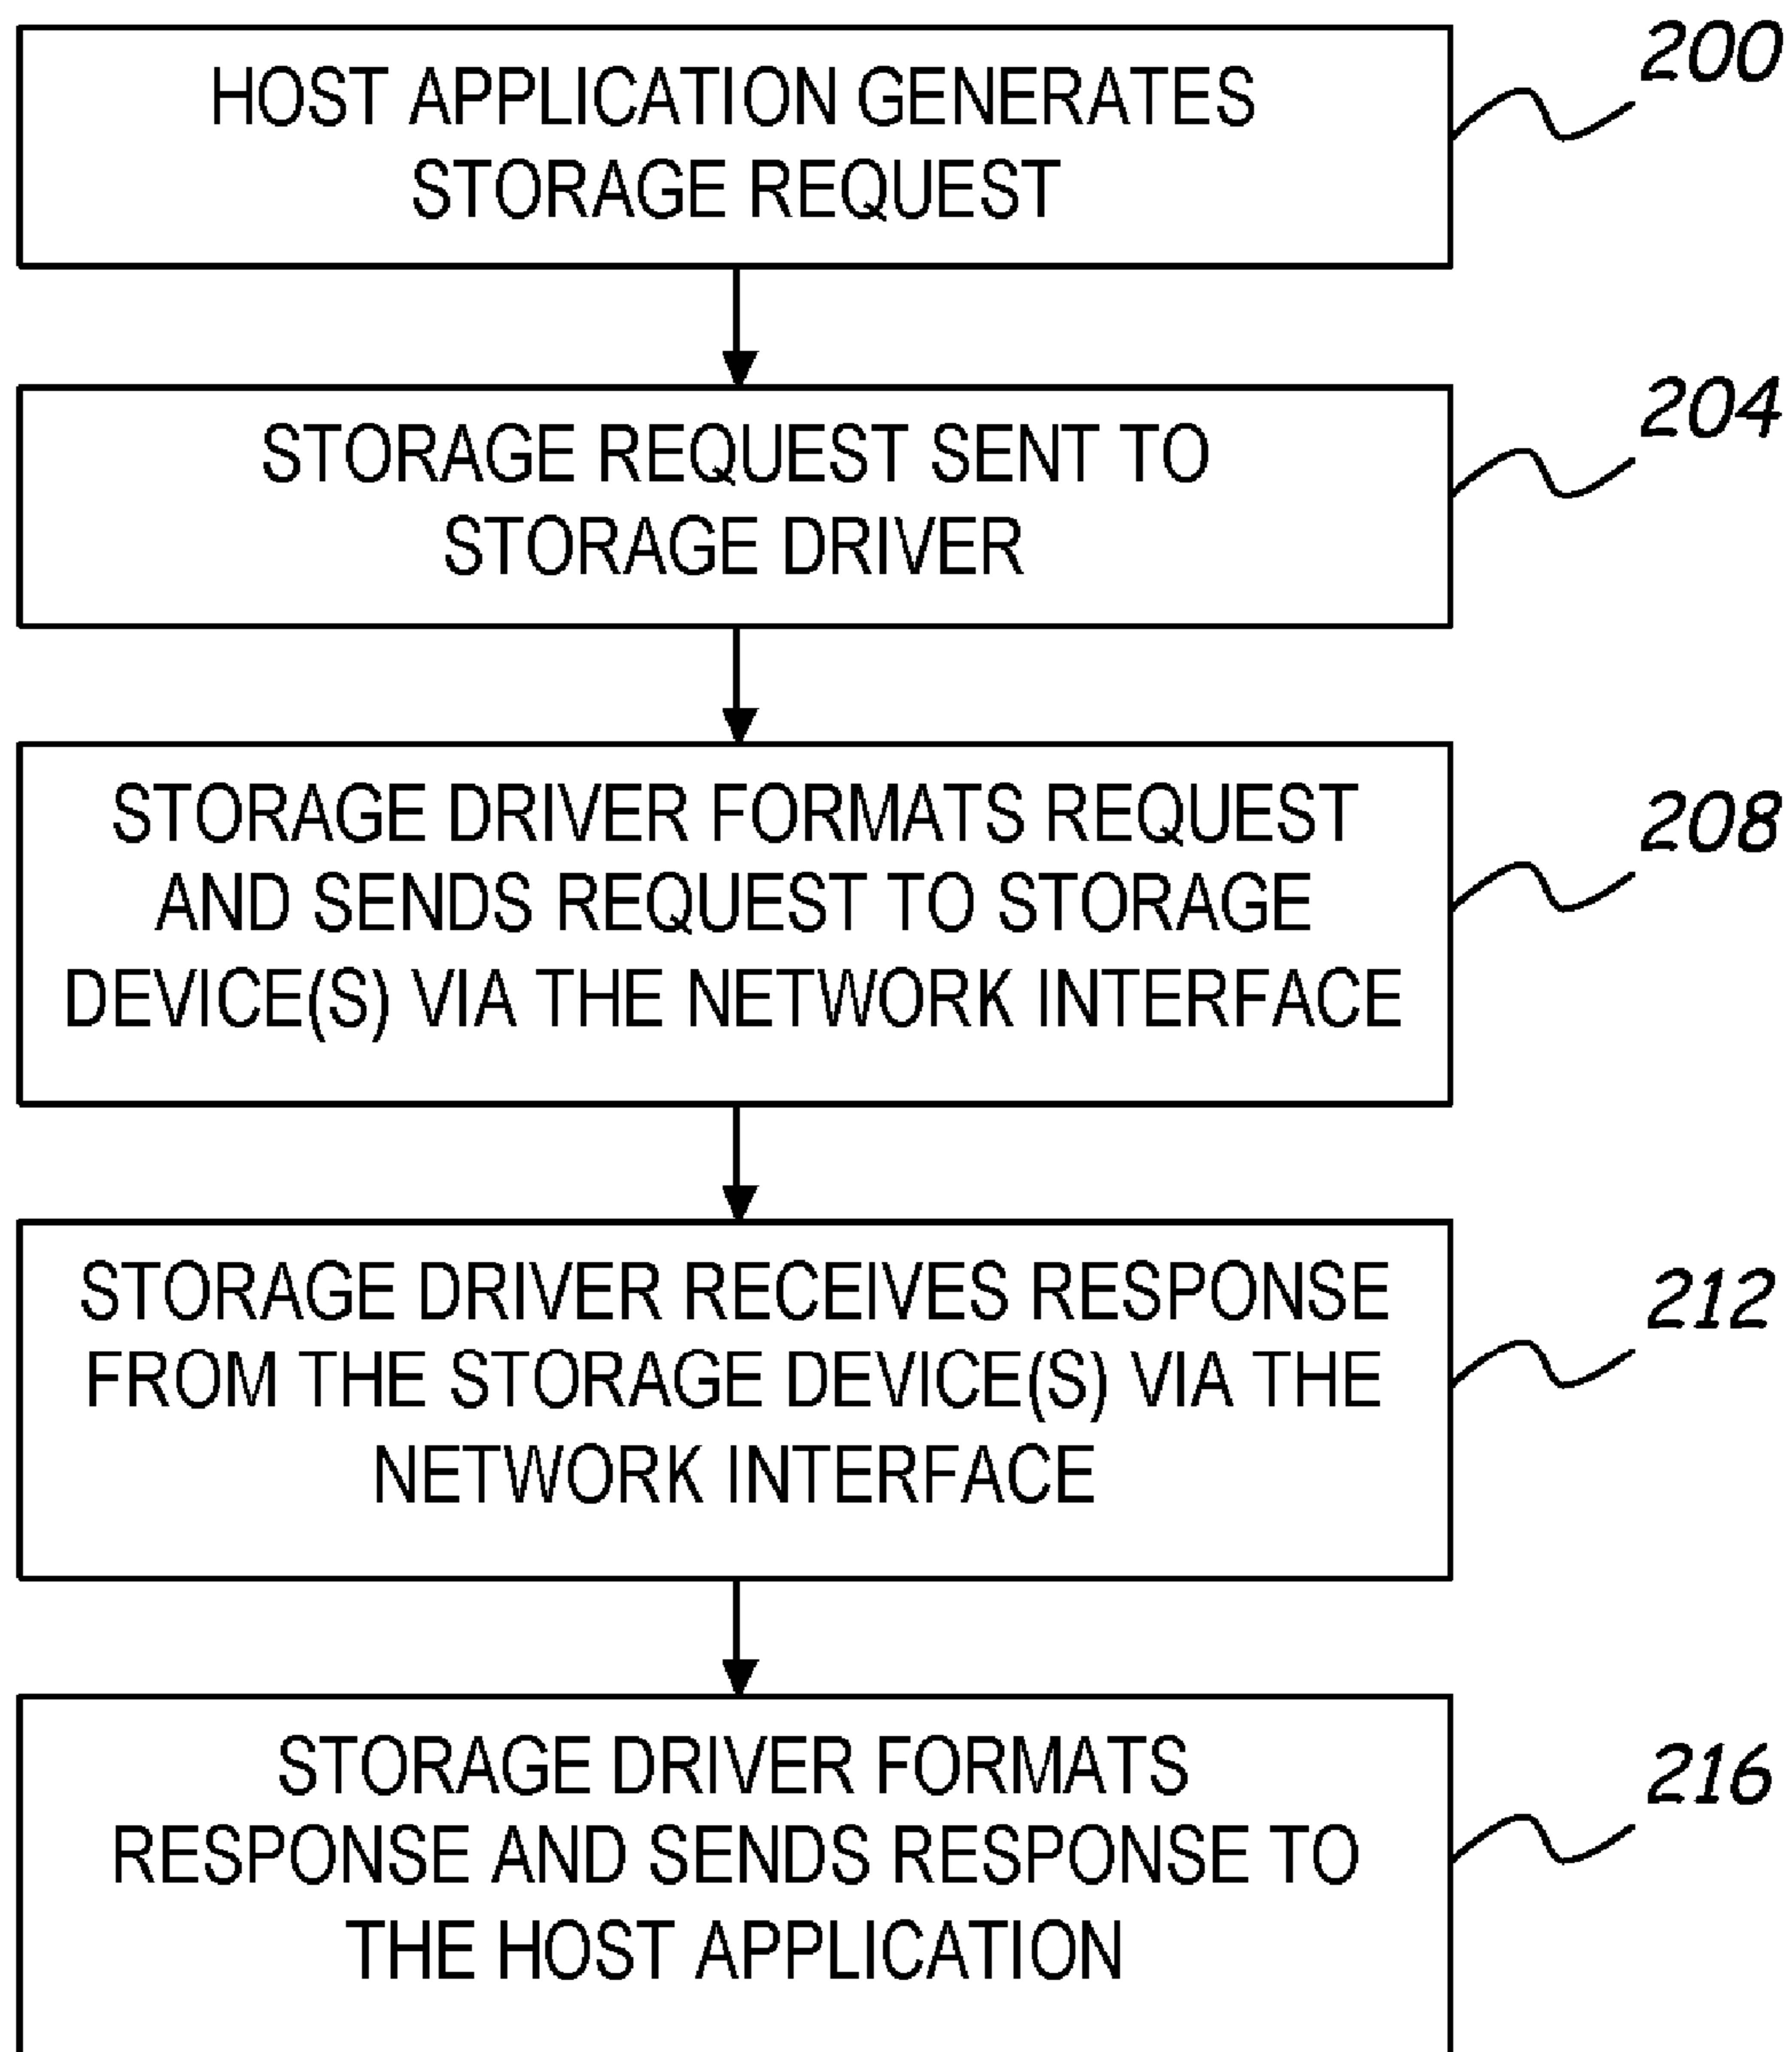 HOST APPLICATION GENERATES
STORAGE REQUEST
200
STORAGE REQUEST SENT TO
STORAGE DRIVER
204
STORAGE DRIVER FORMATS REQUEST
AND SENDS REQUEST TO STORAGE
DEVICE(S) VIA THE NETWORK INTERFACE
208
STORAGE DRIVER RECEIVES RESPONSE
FROM THE STORAGE DEVICE(S) VIA THE
NETWORK INTERFACE
212
STORAGE DRIVER FORMATS
RESPONSE AND SENDS RESPONSE TO
THE HOST APPLICATION
216